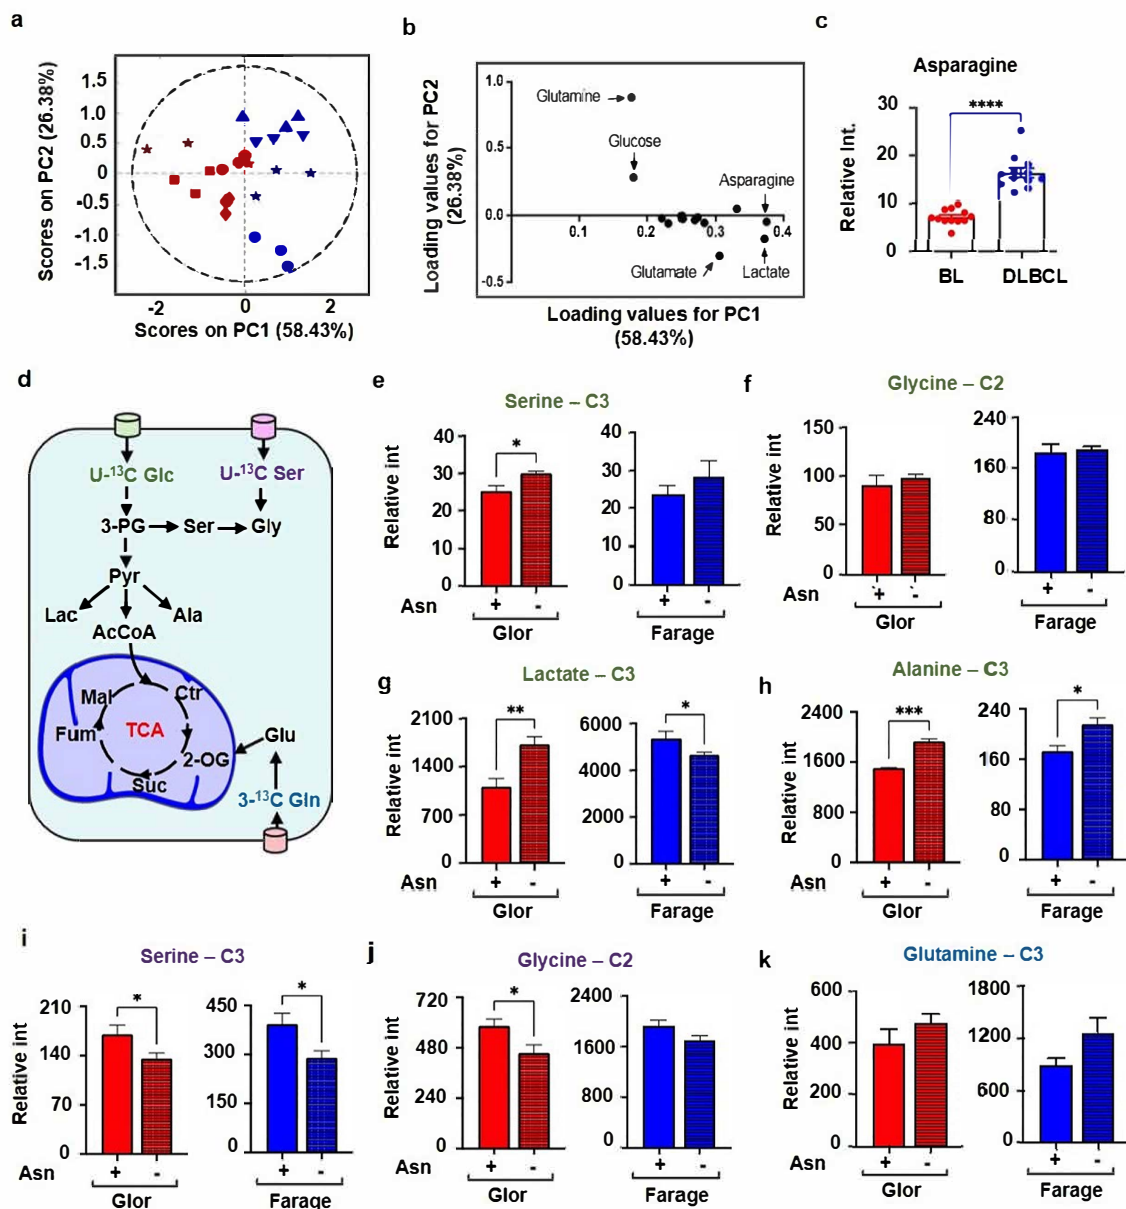 a
Scores on PC2 (26.38%)
1.5
1.0
0.5
0
-0.5
-1.0
-1.5
-2
0
2
Scores on PC1 (58.43%)
b
Loading values for PC2
(26.38%)
1.0
0.5
0.0
-0.5
0.1
0.2
0.3
0.4
Glutamine
Glucose
Asparagine
Glutamate
Lactate
Loading values for PC1
(58.43%)
c
Asparagine
Relative Int.
30
20
10
0
****
BL
DLBCL
d
U-¹³C Glc
U-¹³C Ser
3-PG
Ser
Gly
Pyr
Lac
Ala
AcCoA
Mal
Ctr
Fum
TCA
2-OG
Suc
Glu
3-¹³C Gln
e
Serine – C3
Relative int
40
30
20
10
0
*
40
30
20
10
0
Asn
+
-
+
-
Glor
Farage
f
Glycine – C2
Relative int
150
100
50
0
240
160
80
0
Asn
+
-
+
-
Glor
Farage
g
Lactate – C3
Relative int
2100
1400
700
0
**
6000
4000
2000
0
*
Asn
+
-
+
-
Glor
Farage
h
Alanine – C3
Relative int
2400
1600
800
0
***
240
160
80
0
*
Asn
+
-
+
-
Glor
Farage
i
Serine – C3
Relative int
210
140
70
0
*
450
300
150
0
*
Asn
+
-
+
-
Glor
Farage
j
Glycine – C2
Relative int
720
480
240
0
*
2400
1600
800
0
Asn
+
-
+
-
Glor
Farage
k
Glutamine – C3
Relative int
600
400
200
0
1800
1200
600
0
Asn
+
-
+
-
Glor
Farage